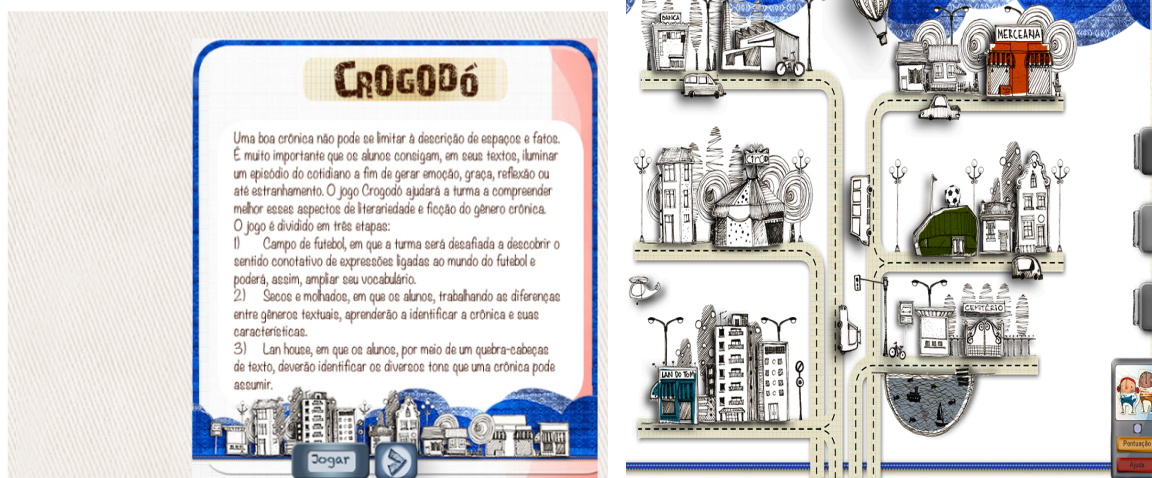 CROGODÓ
Uma boa crônica não pode se limitar à descrição de espaços e fatos.
É muito importante que os alunos consigam, em seus textos, iluminar
um episódio do cotidiano a fim de gerar emoção, graça, reflexão ou
até estranhamento. O jogo Crogodó ajudará a turma a compreender
melhor esses aspectos de literariedade e ficção do gênero crônica.
O jogo é dividido em três etapas:
1) Campo de futebol, em que a turma será desafiada a descobrir o
sentido conotativo de expressões ligadas ao mundo do futebol e
poderá, assim, ampliar seu vocabulário.
2) Secos e molhados, em que os alunos, trabalhando as diferenças
entre gêneros textuais, aprenderão a identificar a crônica e suas
características.
3) Lan house, em que os alunos, por meio de um quebra-cabeças
de texto, deverão identificar os diversos tons que uma crônica pode
assumir.
Jogar
BANCA
MERCEARIA
CIRCO
CEMITÉRIO
LAN DO TOM
Pontuação
Ajuda